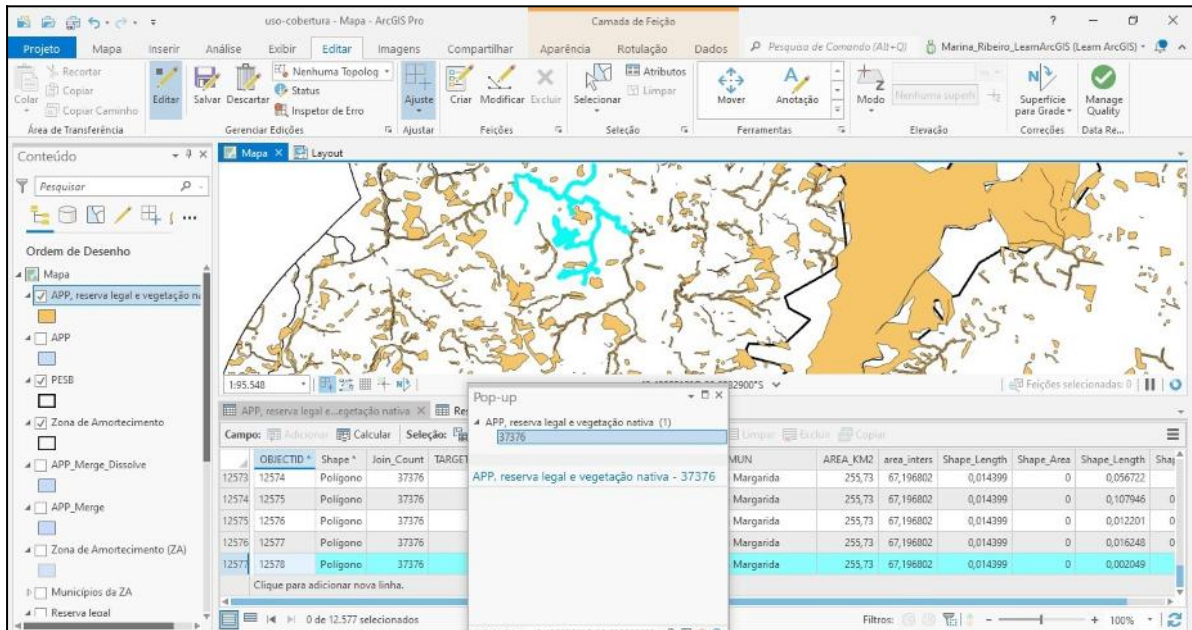 uso-cobertura - Mapa - ArcGIS Pro
Camada de Feição
? — X
Projeto Mapa Inserir Análise Exibir Editar Imagens Compartilhar Aparência Rotulação Dados
Pesquisa de Comando (Alt+Q)
Marina_Ribeiro_LearnArcGIS (Learn ArcGIS)
Colar
Recortar
Copiar
Copiar Caminho
Área de Transferência
Editar
Salvar Descartar
Nenhuma Topolog
Status
Inspetor de Erro
Gerenciar Edições
Ajuste
Ajustar
Criar Modificar Excluir
Feições
Selecionar
Atributos
Limpar
Seleção
Mover Anotação
Ferramentas
Modo
Nenhuma superfí
Elevação
Superfície para Grade
Correções
Manage Quality
Data Re...
Conteúdo
Pesquisar
Ordem de Desenho
Mapa
APP, reserva legal e vegetação na
APP
PESB
Zona de Amortecimento
APP_Merge_Dissolve
APP_Merge
Zona de Amortecimento (ZA)
Municípios da ZA
Reserva legal
Mapa Layout
1:95.548
2900"S
Feições selecionadas: 0
APP, reserva legal e...egetação nativa
Campo: Adicionar Calcular Seleção:
Limpar Excluir Copiar
OBJECTID * Shape * Join_Count TARGET MUN AREA_KM2 area_inters Shape_Length Shape_Area Shape_Length Shap
12573 12574 Polígono 37376 Margarida 255,73 67,196802 0,014399 0 0,056722
12574 12575 Polígono 37376 Margarida 255,73 67,196802 0,014399 0 0,107946 0
12575 12576 Polígono 37376 Margarida 255,73 67,196802 0,014399 0 0,012201 0
12576 12577 Polígono 37376 Margarida 255,73 67,196802 0,014399 0 0,016248 0
12577 12578 Polígono 37376 Margarida 255,73 67,196802 0,014399 0 0,002049
Clique para adicionar nova linha.
0 de 12.577 selecionados
Filtros:
100%
Pop-up
APP, reserva legal e vegetação nativa (1)
37376
APP, reserva legal e vegetação nativa - 37376